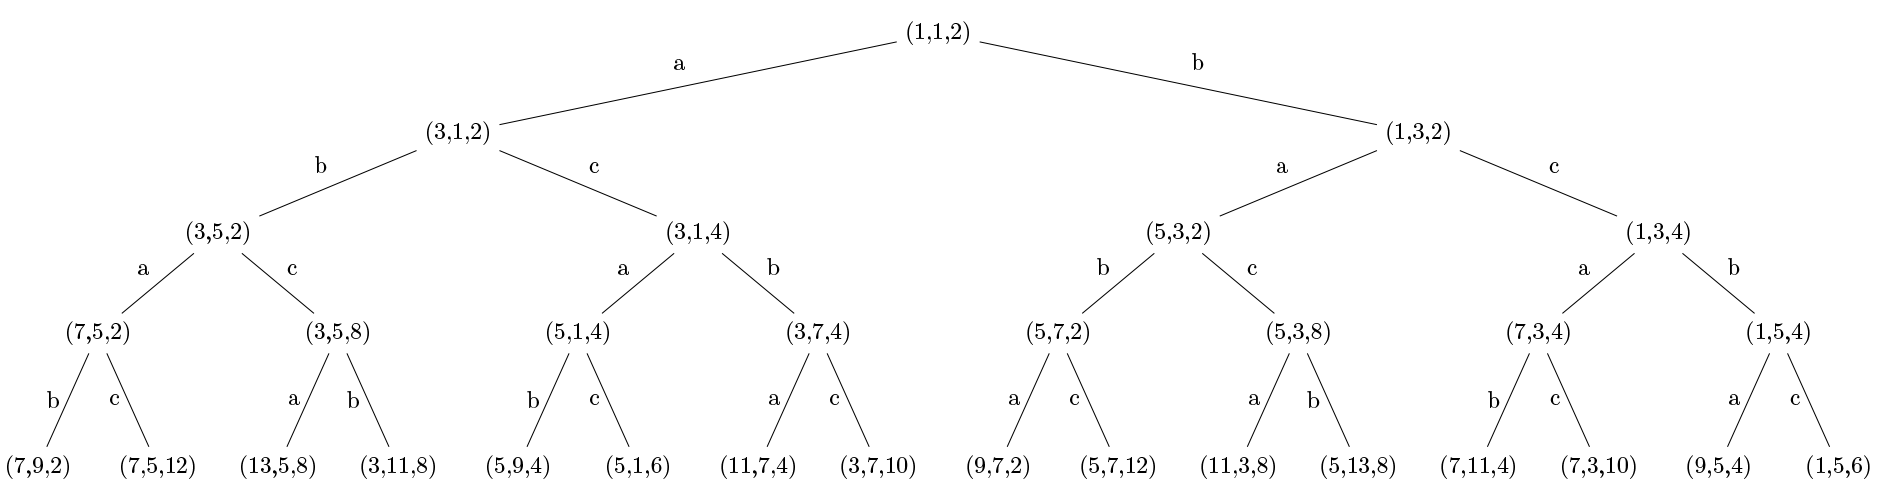 (1,1,2)
a b
(3,1,2) (1,3,2)
b c a c
(3,5,2) (3,1,4) (5,3,2) (1,3,4)
a c a b b c a b
(7,5,2) (3,5,8) (5,1,4) (3,7,4) (5,7,2) (5,3,8) (7,3,4) (1,5,4)
b c a b b c a c a c a b b c a c
(7,9,2) (7,5,12) (13,5,8) (3,11,8) (5,9,4) (5,1,6) (11,7,4) (3,7,10) (9,7,2) (5,7,12) (11,3,8) (5,13,8) (7,11,4) (7,3,10) (9,5,4) (1,5,6)